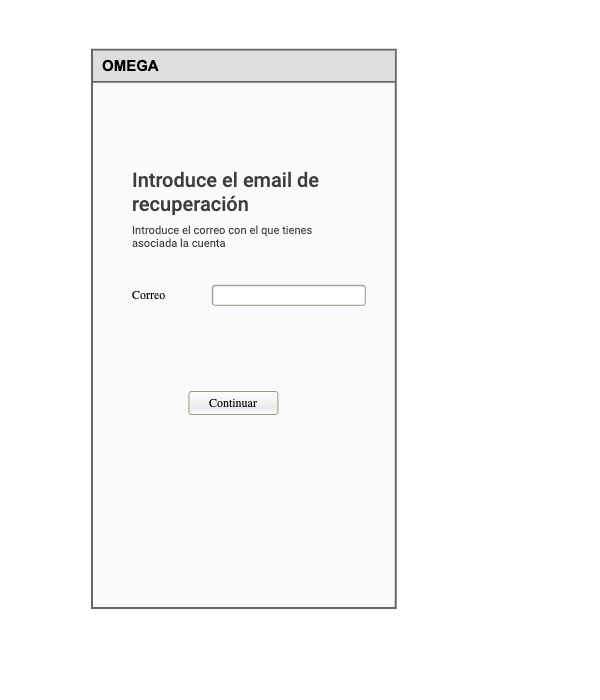 OMEGA
Introduce el email de
recuperación
Introduce el correo con el que tienes
asociada la cuenta
Correo
Continuar